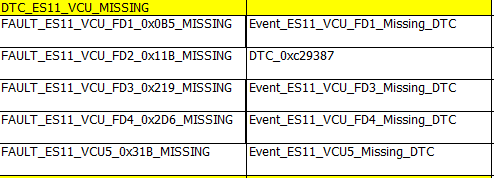 DTC_ES11_VCU_MISSING
FAULT_ES11_VCU_FD1_0x0B5_MISSING Event_ES11_VCU_FD1_Missing_DTC
FAULT_ES11_VCU_FD2_0x11B_MISSING DTC_0xc29387
FAULT_ES11_VCU_FD3_0x219_MISSING Event_ES11_VCU_FD3_Missing_DTC
FAULT_ES11_VCU_FD4_0x2D6_MISSING Event_ES11_VCU_FD4_Missing_DTC
FAULT_ES11_VCU5_0x31B_MISSING Event_ES11_VCU5_Missing_DTC